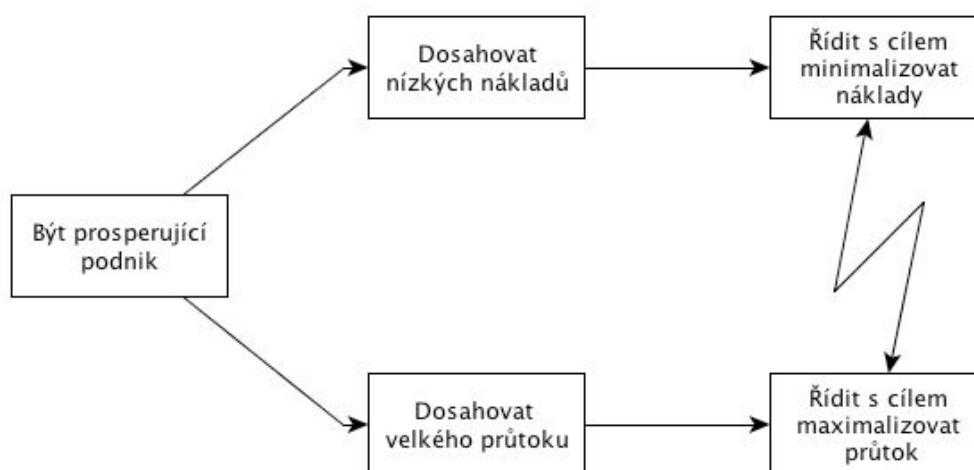 Dosahovat
nízkých nákladů
Řídit s cílem
minimalizovat
náklady
Být prosperující
podnik
Dosahovat
velkého průtoku
Řídit s cílem
maximalizovat
průtok